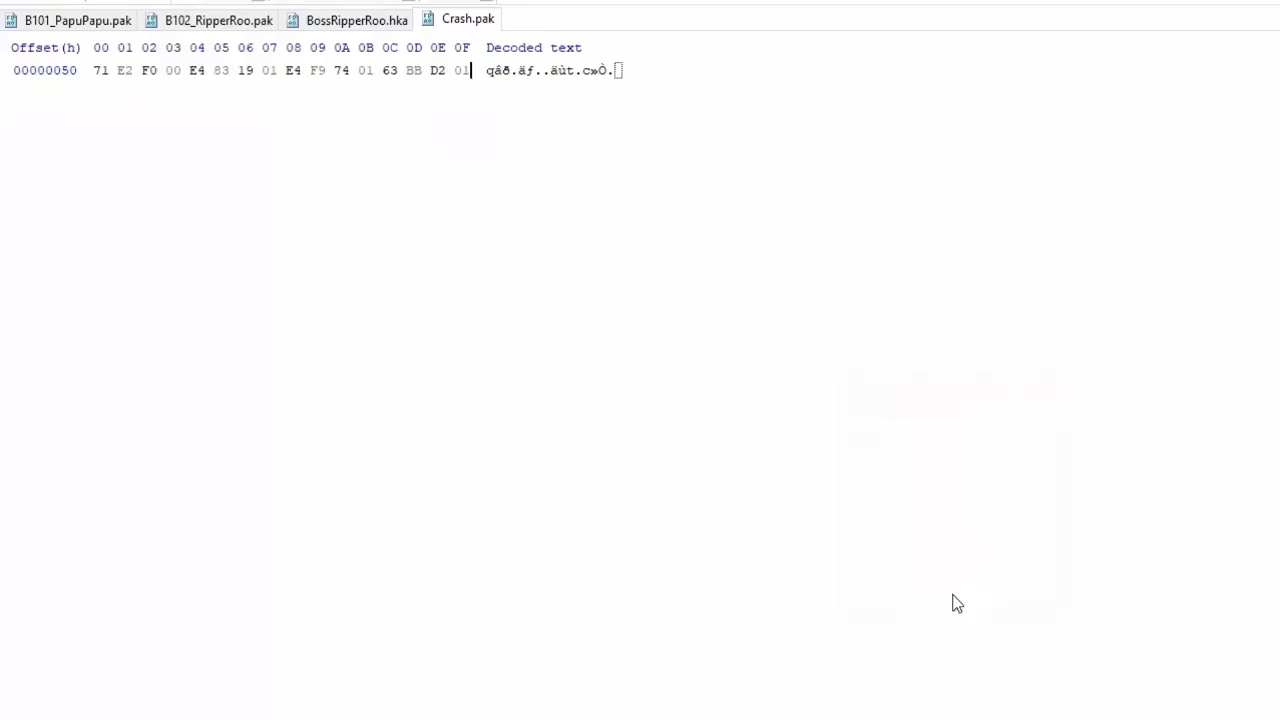 B101_PapuPapu.pak B102_RipperRoo.pak BossRipperRoo.hka Crash.pak
Offset(h) 00 01 02 03 04 05 06 07 08 09 0A 0B 0C 0D 0E 0F Decoded text
00000050 71 E2 F0 00 E4 83 19 01 E4 F9 74 01 63 BB D2 01 qâð.äƒ..äùt.c»Ò.